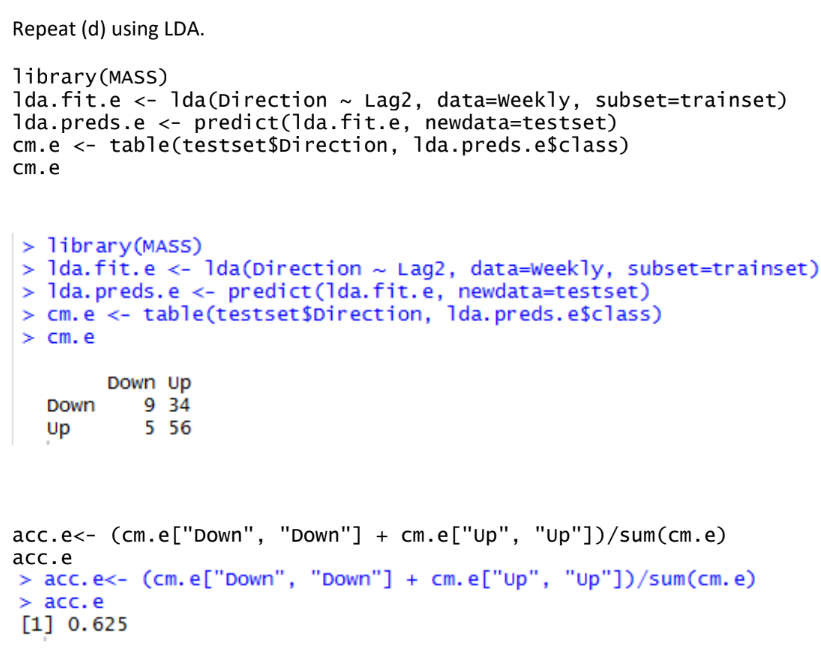 Repeat (d) using LDA.
library(MASS)
lda.fit.e <- lda(Direction ~ Lag2, data=Weekly, subset=trainset)
lda.preds.e <- predict(lda.fit.e, newdata=testset)
cm.e <- table(testset$Direction, lda.preds.e$class)
cm.e
> library(MASS)
> lda.fit.e <- lda(Direction ~ Lag2, data=Weekly, subset=trainset)
> lda.preds.e <- predict(lda.fit.e, newdata=testset)
> cm.e <- table(testset$Direction, lda.preds.e$class)
> cm.e
Down Up
Down 9 34
Up 5 56
acc.e<- (cm.e["Down", "Down"] + cm.e["Up", "Up"])/sum(cm.e)
acc.e
> acc.e<- (cm.e["Down", "Down"] + cm.e["Up", "Up"])/sum(cm.e)
> acc.e
[1] 0.625